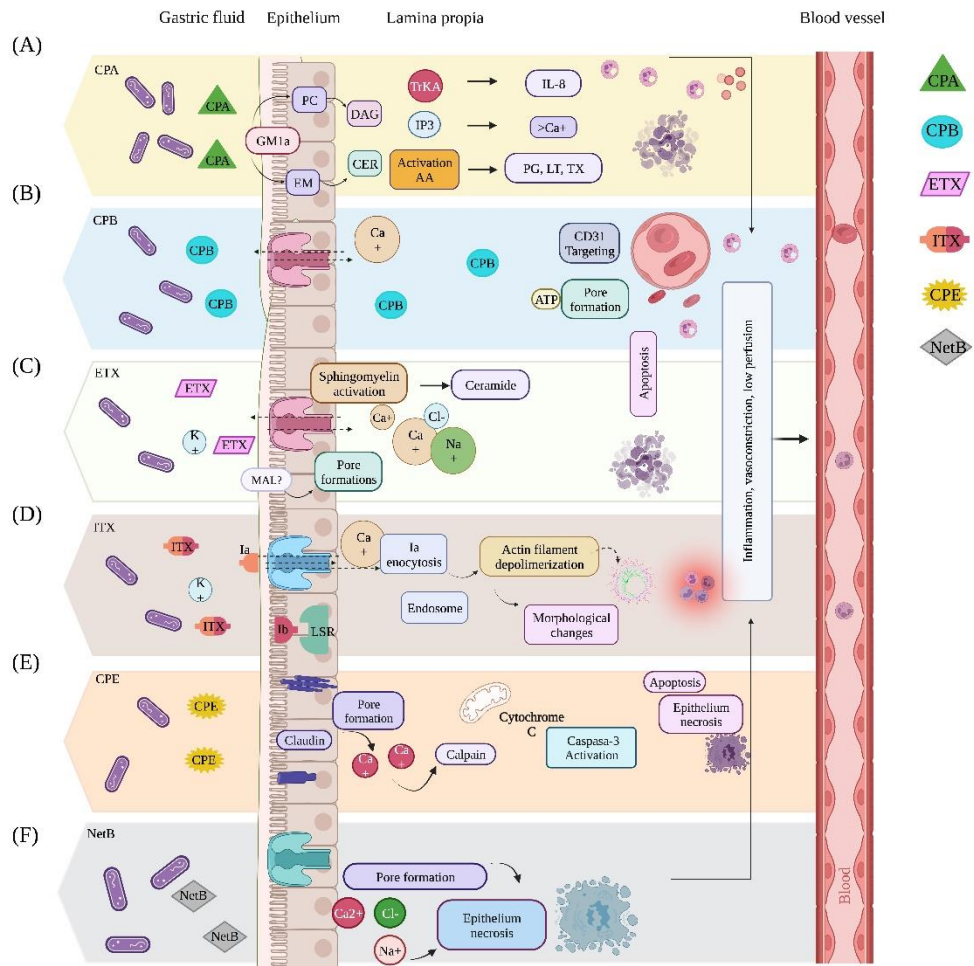 Gastric fluid Epithelium Lamina propia Blood vessel
(A)
CPA
CPA
CPA
GM1a
PC
DAG
EM
CER
TrKA
IL-8
IP3
>Ca+
Activation
AA
PG, LT, TX
(B)
CPB
CPB
CPB
Ca
+
CPB
CPB
CD31
Targeting
ATP
Pore
formation
(C)
ETX
ETX
K
+
ETX
MAL?
Sphingomyelin
activation
Ceramide
Ca+
Cl-
Ca
+
Na
+
Pore
formations
Apoptosis
(D)
ITX
ITX
K
+
ITX
Ia
Ca
+
Ia
enocytosis
Endosome
Ib
LSR
Actin filament
depolimerization
Morphological
changes
(E)
CPE
CPE
CPE
Pore
formation
Claudin
Ca
+
Ca
+
Calpain
Cytochrome
C
Caspasa-3
Activation
Apoptosis
Epithelium
necrosis
(F)
NetB
NetB
NetB
Pore formation
Ca2+
Cl-
Na+
Epithelium
necrosis
Inflammation, vasoconstriction, low perfusion
Blood
CPA
CPB
ETX
ITX
CPE
NetB